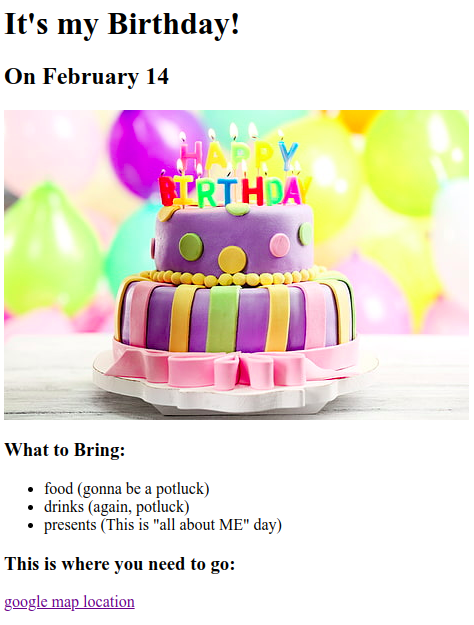 It's my Birthday!
On February 14
HAPPY
BIRTHDAY
What to Bring:
food (gonna be a potluck)
drinks (again, potluck)
presents (This is "all about ME" day)
This is where you need to go:
google map location